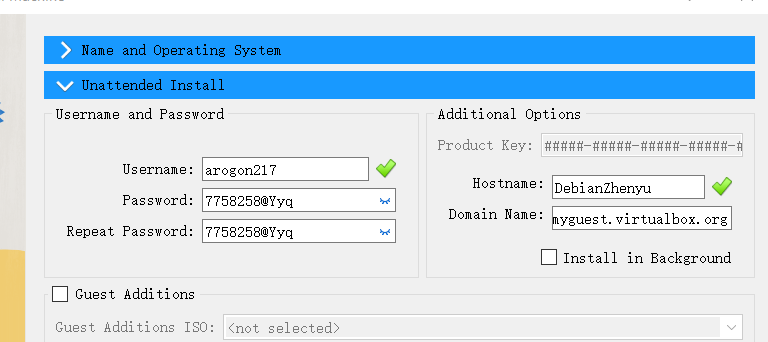 Name and Operating System
Unattended Install
Username and Password
Username: arogon217
Password: 7758258@Yyq
Repeat Password: 7758258@Yyq
Additional Options
Product Key: #####-#####-#####-#####-#
Hostname: DebianZhenyu
Domain Name: myguest.virtualbox.org
Install in Background
Guest Additions
Guest Additions ISO: <not selected>